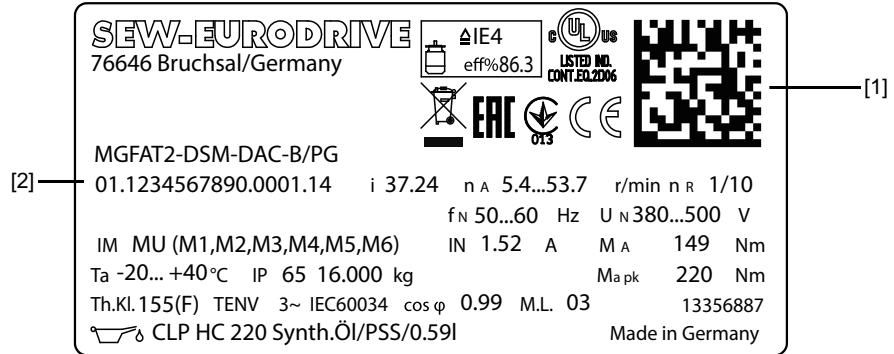 SEW-EURODRIVE
76646 Bruchsal/Germany
≙IE4
eff%86.3
C UL US
LISTED IND.
CONT.EQ.2D06
EAC
013
CE
[1]
MGFAT2-DSM-DAC-B/PG
[2]
01.1234567890.0001.14 i 37.24 n A 5.4...53.7 r/min n R 1/10
f N 50...60 Hz U N 380...500 V
IM MU (M1,M2,M3,M4,M5,M6) IN 1.52 A M A 149 Nm
Ta -20... +40°C IP 65 16.000 kg Ma pk 220 Nm
Th.Kl. 155(F) TENV 3~ IEC60034 cos φ 0.99 M.L. 03 13356887
CLP HC 220 Synth.Öl/PSS/0.59l Made in Germany